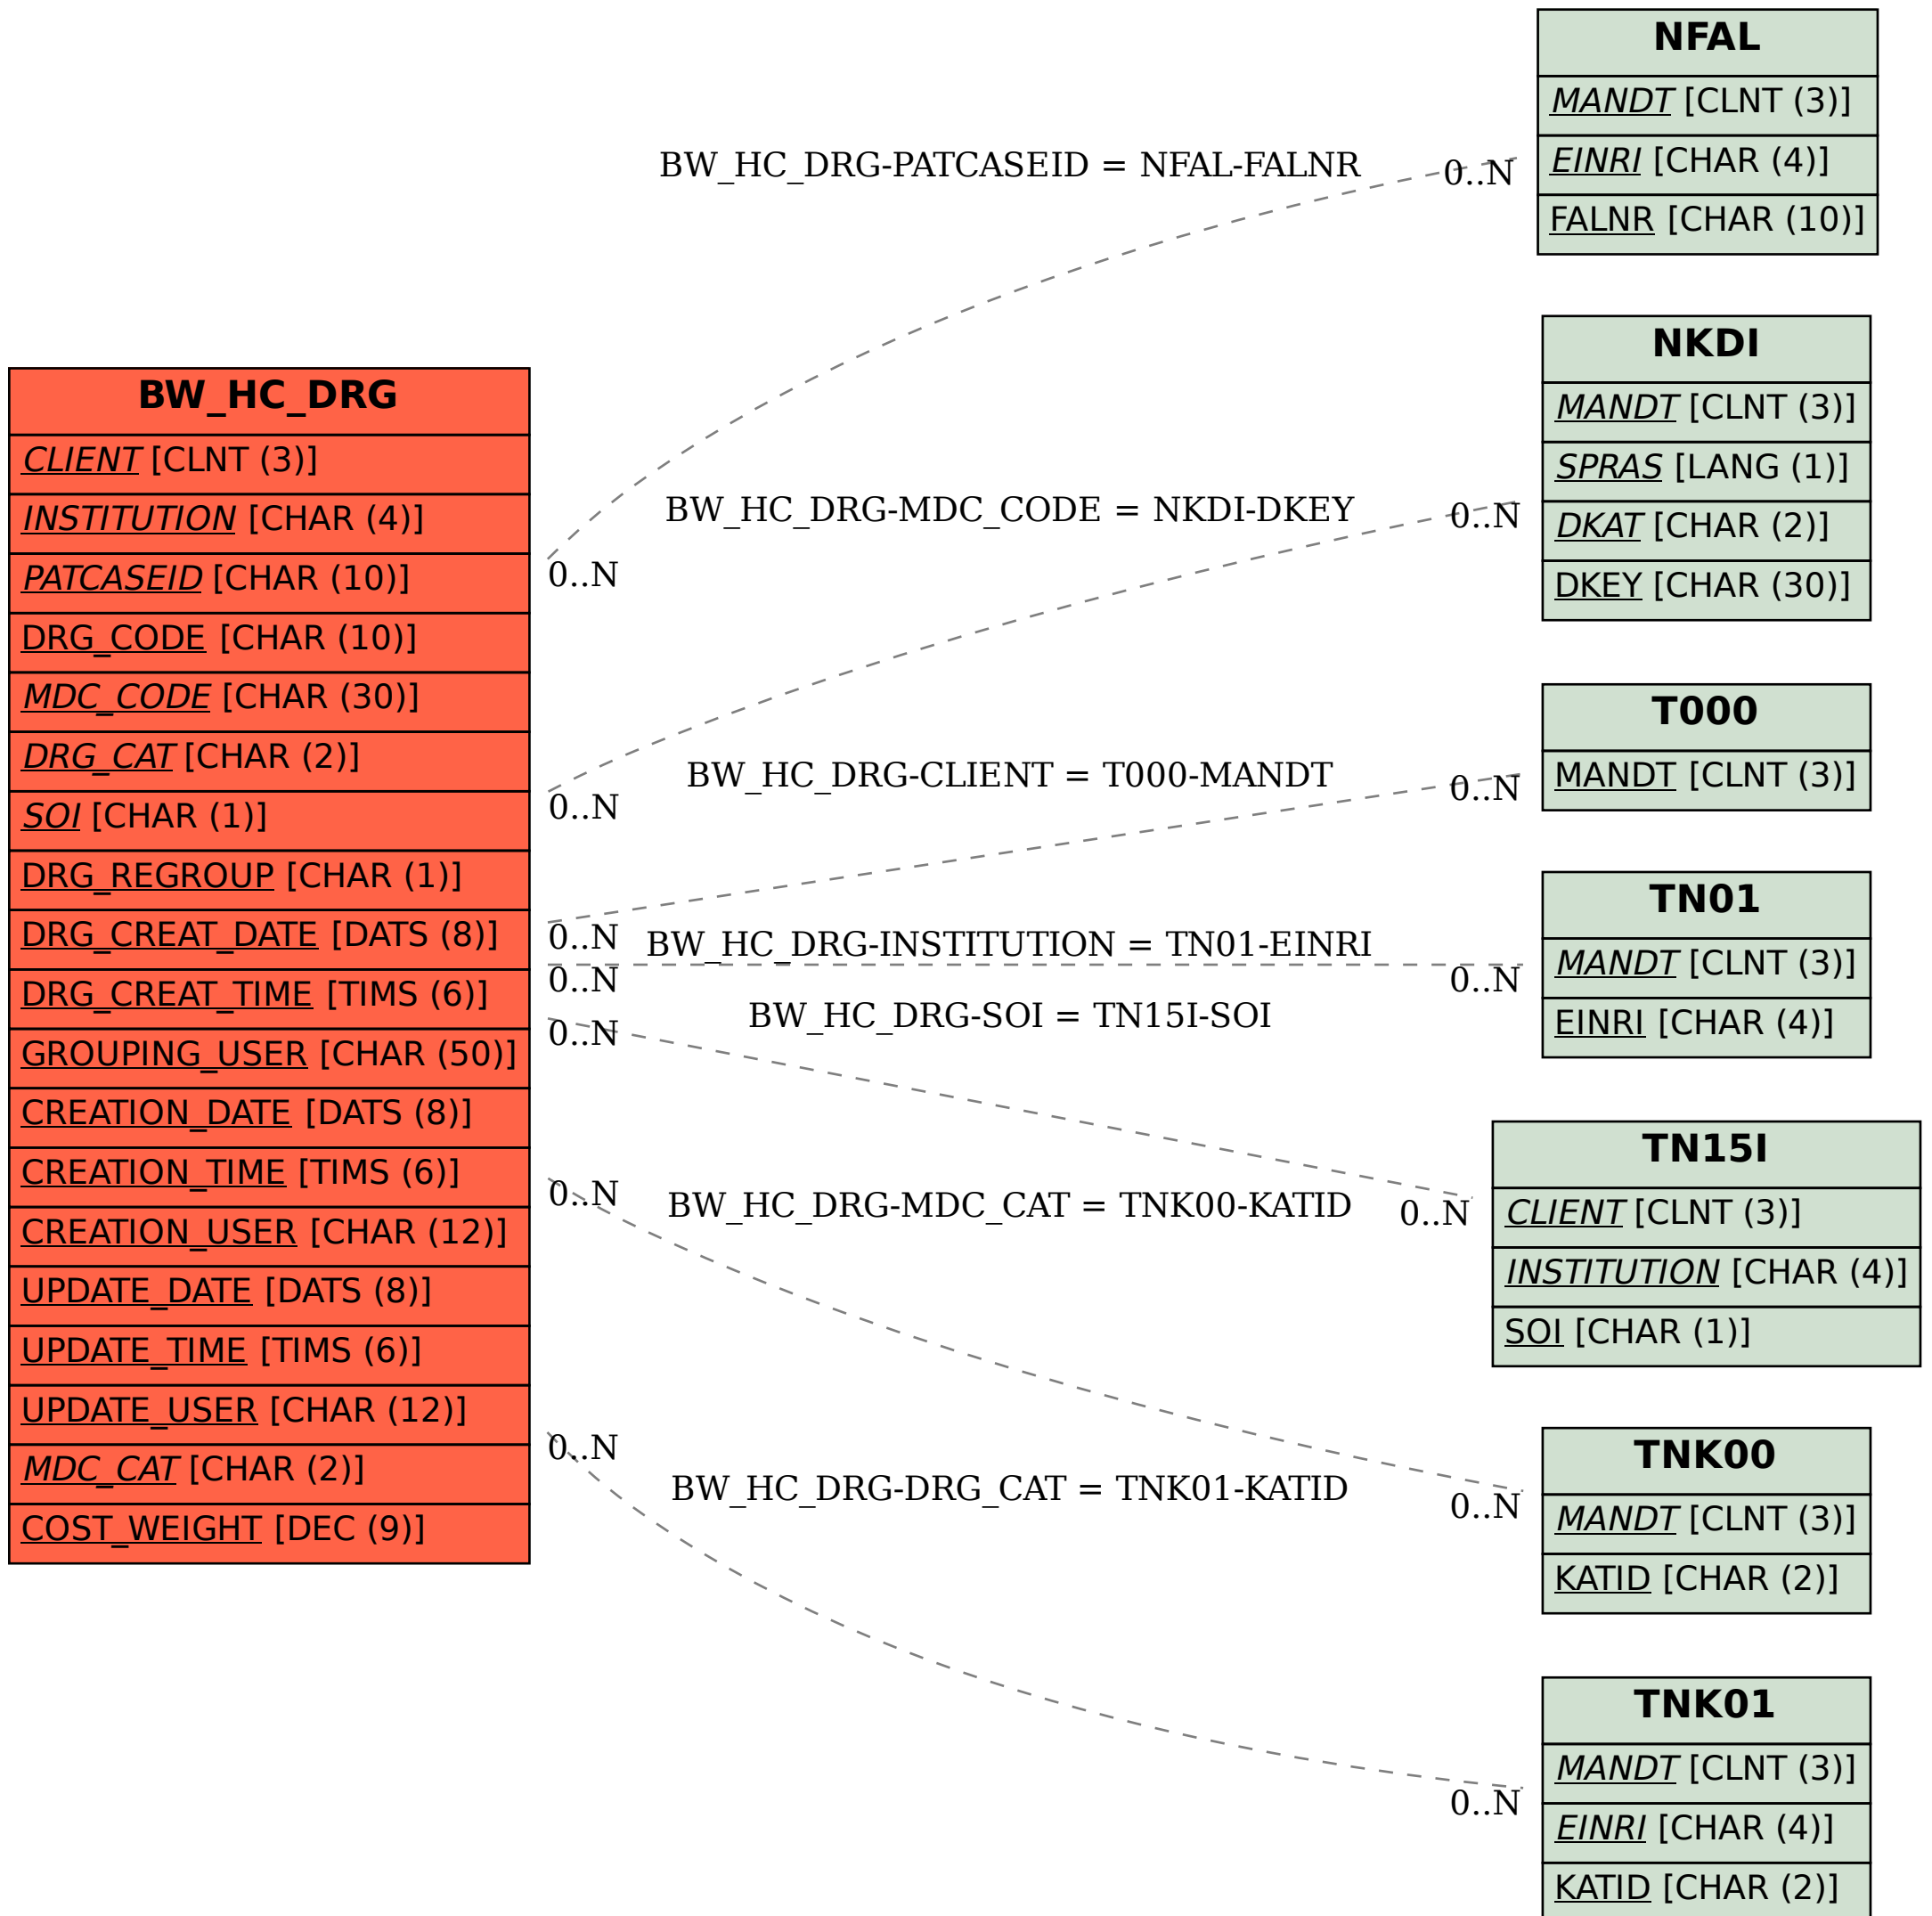 BW_HC_DRG
CLIENT [CLNT (3)]
INSTITUTION [CHAR (4)]
PATCASEID [CHAR (10)]
DRG_CODE [CHAR (10)]
MDC_CODE [CHAR (30)]
DRG_CAT [CHAR (2)]
SOI [CHAR (1)]
DRG_REGROUP [CHAR (1)]
DRG_CREAT_DATE [DATS (8)]
DRG_CREAT_TIME [TIMS (6)]
GROUPING_USER [CHAR (50)]
CREATION_DATE [DATS (8)]
CREATION_TIME [TIMS (6)]
CREATION_USER [CHAR (12)]
UPDATE_DATE [DATS (8)]
UPDATE_TIME [TIMS (6)]
UPDATE_USER [CHAR (12)]
MDC_CAT [CHAR (2)]
COST_WEIGHT [DEC (9)]
BW_HC_DRG-PATCASEID = NFAL-FALNR
0..N
0..N
BW_HC_DRG-MDC_CODE = NKDI-DKEY
0..N
0..N
BW_HC_DRG-CLIENT = T000-MANDT
0..N
0..N
BW_HC_DRG-INSTITUTION = TN01-EINRI
0..N
0..N
BW_HC_DRG-SOI = TN15I-SOI
0..N
0..N
BW_HC_DRG-MDC_CAT = TNK00-KATID
0..N
0..N
BW_HC_DRG-DRG_CAT = TNK01-KATID
0..N
0..N
NFAL
MANDT [CLNT (3)]
EINRI [CHAR (4)]
FALNR [CHAR (10)]
NKDI
MANDT [CLNT (3)]
SPRAS [LANG (1)]
DKAT [CHAR (2)]
DKEY [CHAR (30)]
T000
MANDT [CLNT (3)]
TN01
MANDT [CLNT (3)]
EINRI [CHAR (4)]
TN15I
CLIENT [CLNT (3)]
INSTITUTION [CHAR (4)]
SOI [CHAR (1)]
TNK00
MANDT [CLNT (3)]
KATID [CHAR (2)]
TNK01
MANDT [CLNT (3)]
EINRI [CHAR (4)]
KATID [CHAR (2)]